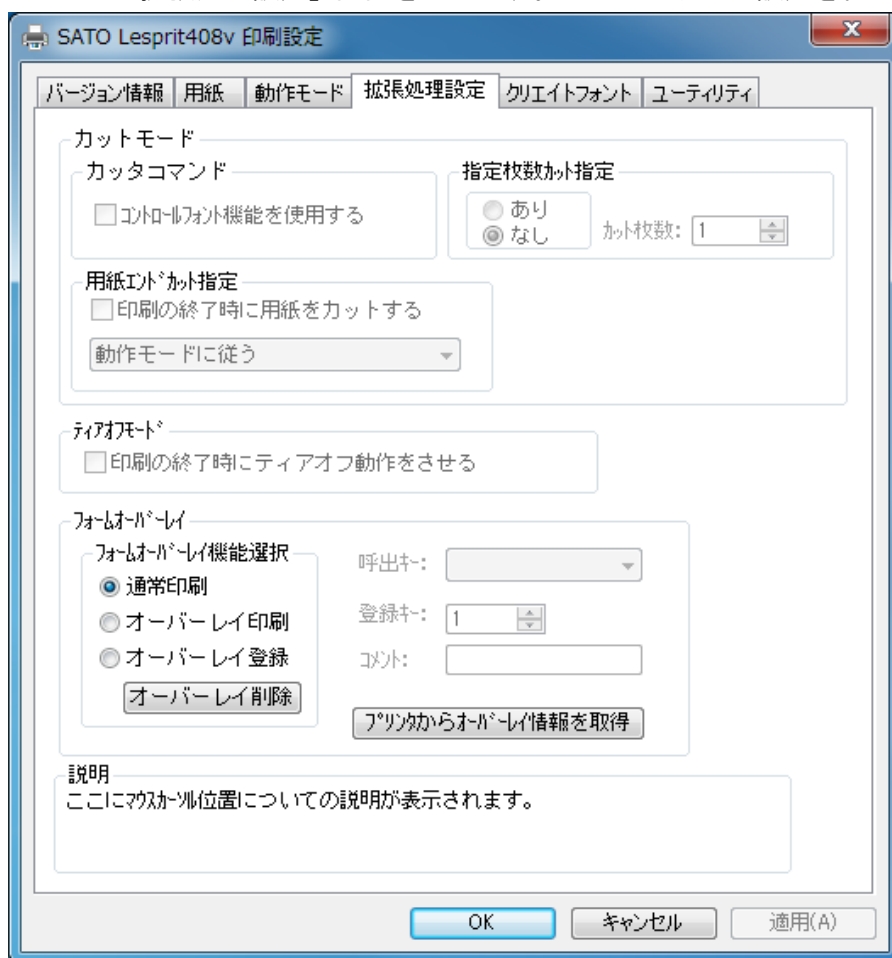 SATO Lesprit408v 印刷設定
バージョン情報 用紙 動作モード 拡張処理設定 クリエイトフォント ユーティリティ
カットモード
カッタコマンド
ｺﾝﾄﾛｰﾙﾌｫﾝﾄ機能を使用する
指定枚数ｶｯﾄ指定
あり
なし
ｶｯﾄ枚数: 1
用紙ｴﾝﾄﾞｶｯﾄ指定
印刷の終了時に用紙をカットする
動作モードに従う
ﾃｨｱｵﾌﾓｰﾄﾞ
印刷の終了時にティアオフ動作をさせる
ﾌｫｰﾑｵｰﾊﾞｰﾚｲ
ﾌｫｰﾑｵｰﾊﾞｰﾚｲ機能選択
通常印刷
オーバーレイ印刷
オーバーレイ登録
オーバーレイ削除
呼出ｷｰ:
登録ｷｰ: 1
ｺﾒﾝﾄ:
ﾌﾟﾘﾝﾀからｵｰﾊﾞｰﾚｲ情報を取得
説明
ここにﾏｳｽｶｰｿﾙ位置についての説明が表示されます。
OK キャンセル 適用(A)